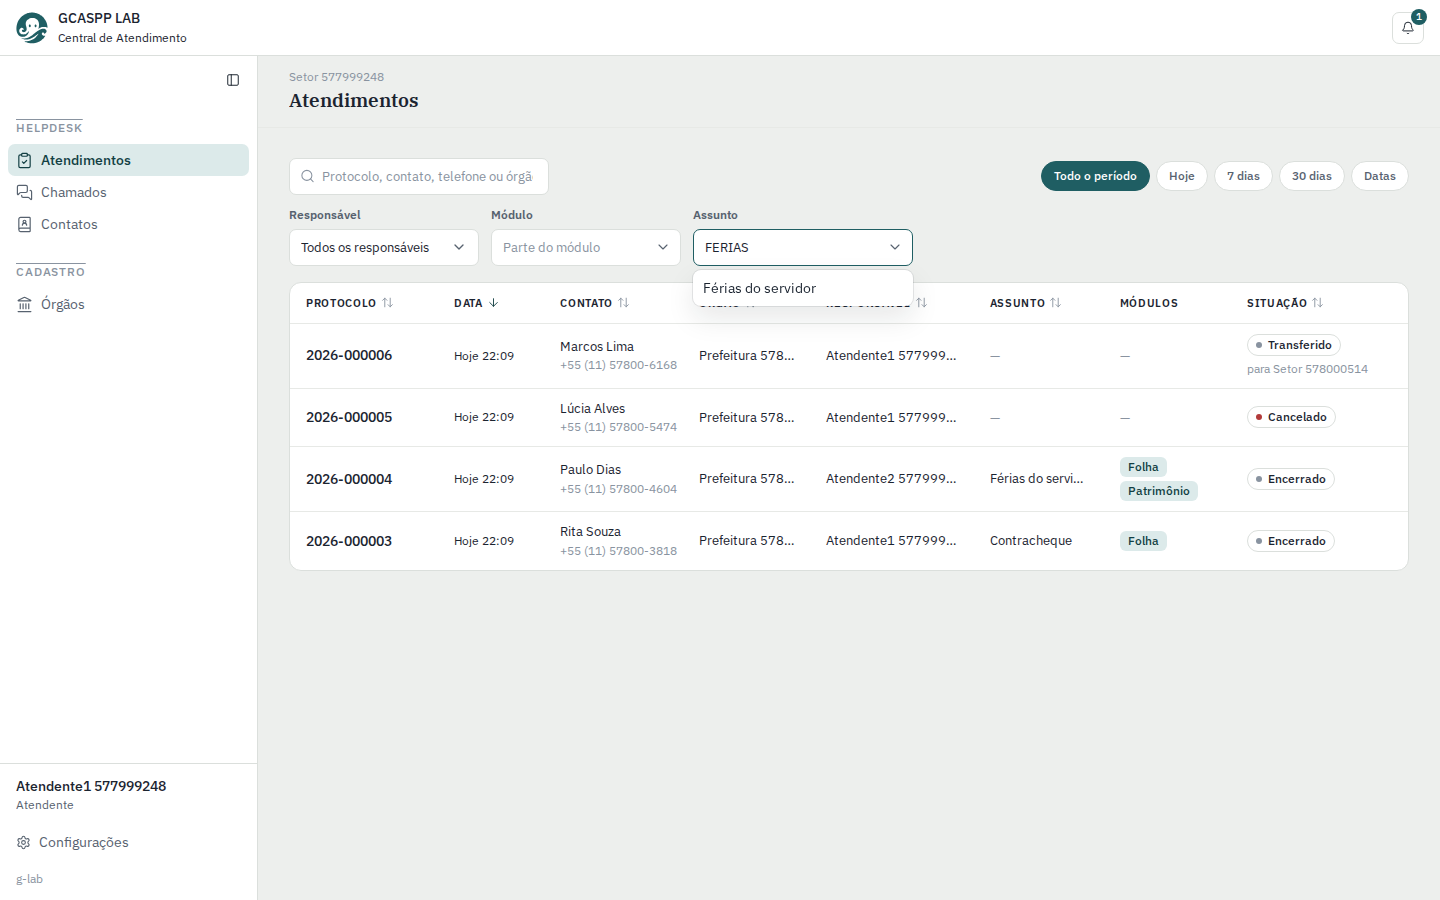 GCASPP LAB
Central de Atendimento
1
HELPDESK
Atendimentos
Chamados
Contatos
CADASTRO
Órgãos
Atendente1 577999248
Atendente
Configurações
g-lab
Setor 577999248
Atendimentos
Protocolo, contato, telefone ou órgã
Todo o período Hoje 7 dias 30 dias Datas
Responsável Módulo Assunto
Todos os responsáveis Parte do módulo FERIAS
Férias do servidor
PROTOCOLO DATA CONTATO ASSUNTO MÓDULOS SITUAÇÃO
2026-000006 Hoje 22:09 Marcos Lima Prefeitura 578... Atendente1 577999... — — Transferido
+55 (11) 57800-6168 para Setor 578000514
2026-000005 Hoje 22:09 Lúcia Alves Prefeitura 578... Atendente1 577999... — — Cancelado
+55 (11) 57800-5474
2026-000004 Hoje 22:09 Paulo Dias Prefeitura 578... Atendente2 577999... Férias do servi... Folha Encerrado
+55 (11) 57800-4604 Patrimônio
2026-000003 Hoje 22:09 Rita Souza Prefeitura 578... Atendente1 577999... Contracheque Folha Encerrado
+55 (11) 57800-3818